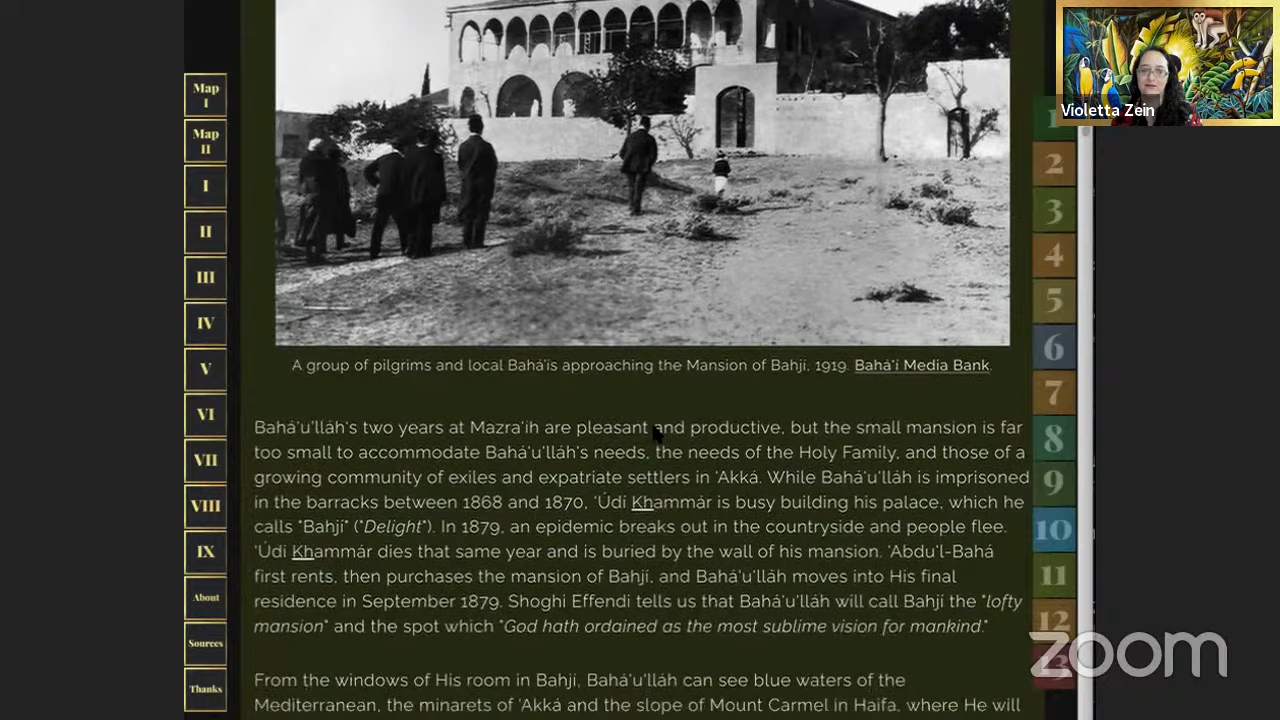 Map
I
Map
II
I
II
III
IV
V
VI
VII
VIII
IX
About
Sources
Thanks
Violetta Zein
A group of pilgrims and local Bahá'ís approaching the Mansion of Bahjí, 1919. Bahá'í Media Bank.
Bahá'u'lláh's two years at Mazra'ih are pleasant and productive, but the small mansion is far
too small to accommodate Bahá'u'lláh's needs, the needs of the Holy Family, and those of a
growing community of exiles and expatriate settlers in 'Akká. While Bahá'u'lláh is imprisoned
in the barracks between 1868 and 1870, 'Údí Khammár is busy building his palace, which he
calls "Bahjí" ("Delight"). In 1879, an epidemic breaks out in the countryside and people flee.
'Údí Khammár dies that same year and is buried by the wall of his mansion. 'Abdu'l-Bahá
first rents, then purchases the mansion of Bahjí, and Bahá'u'lláh moves into His final
residence in September 1879. Shoghi Effendi tells us that Bahá'u'lláh will call Bahjí the "lofty
mansion" and the spot which "God hath ordained as the most sublime vision for mankind."
From the windows of His room in Bahjí, Bahá'u'lláh can see blue waters of the
Mediterranean, the minarets of 'Akká and the slope of Mount Carmel in Haifa, where He will
1
2
3
4
5
6
7
8
9
10
11
12
13
zoom